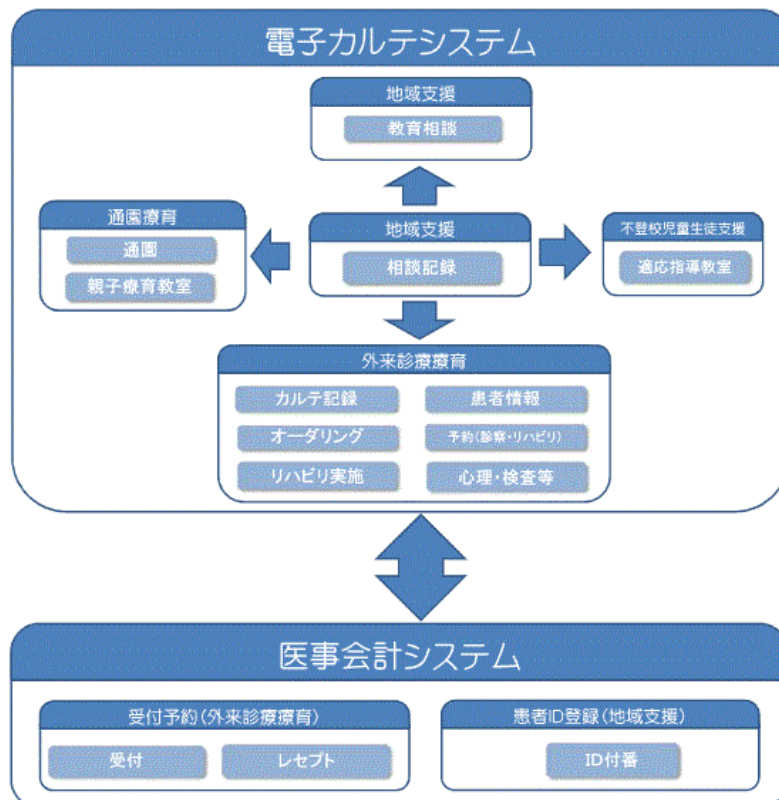 電子カルテシステム
地域支援
教育相談
通園療育
通園
親子療育教室
地域支援
相談記録
不登校児童生徒支援
適応指導教室
外来診療療育
カルテ記録
患者情報
オーダリング
予約(診察・リハビリ)
リハビリ実施
心理・検査等
医事会計システム
受付予約(外来診療療育)
受付
レセプト
患者ID登録(地域支援)
ID付番